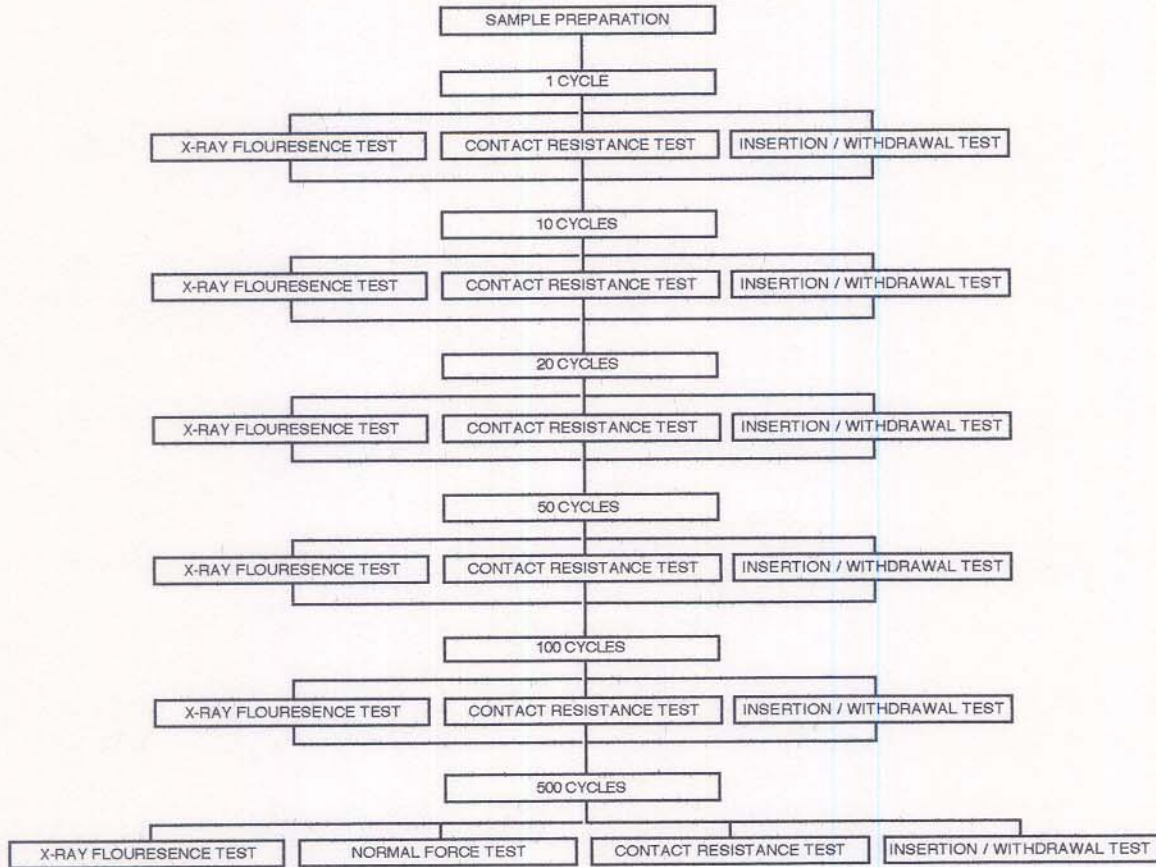 SAMPLE PREPARATION
1 CYCLE
X-RAY FLOURESENCE TEST
CONTACT RESISTANCE TEST
INSERTION / WITHDRAWAL TEST
10 CYCLES
X-RAY FLOURESENCE TEST
CONTACT RESISTANCE TEST
INSERTION / WITHDRAWAL TEST
20 CYCLES
X-RAY FLOURESENCE TEST
CONTACT RESISTANCE TEST
INSERTION / WITHDRAWAL TEST
50 CYCLES
X-RAY FLOURESENCE TEST
CONTACT RESISTANCE TEST
INSERTION / WITHDRAWAL TEST
100 CYCLES
X-RAY FLOURESENCE TEST
CONTACT RESISTANCE TEST
INSERTION / WITHDRAWAL TEST
500 CYCLES
X-RAY FLOURESENCE TEST
NORMAL FORCE TEST
CONTACT RESISTANCE TEST
INSERTION / WITHDRAWAL TEST